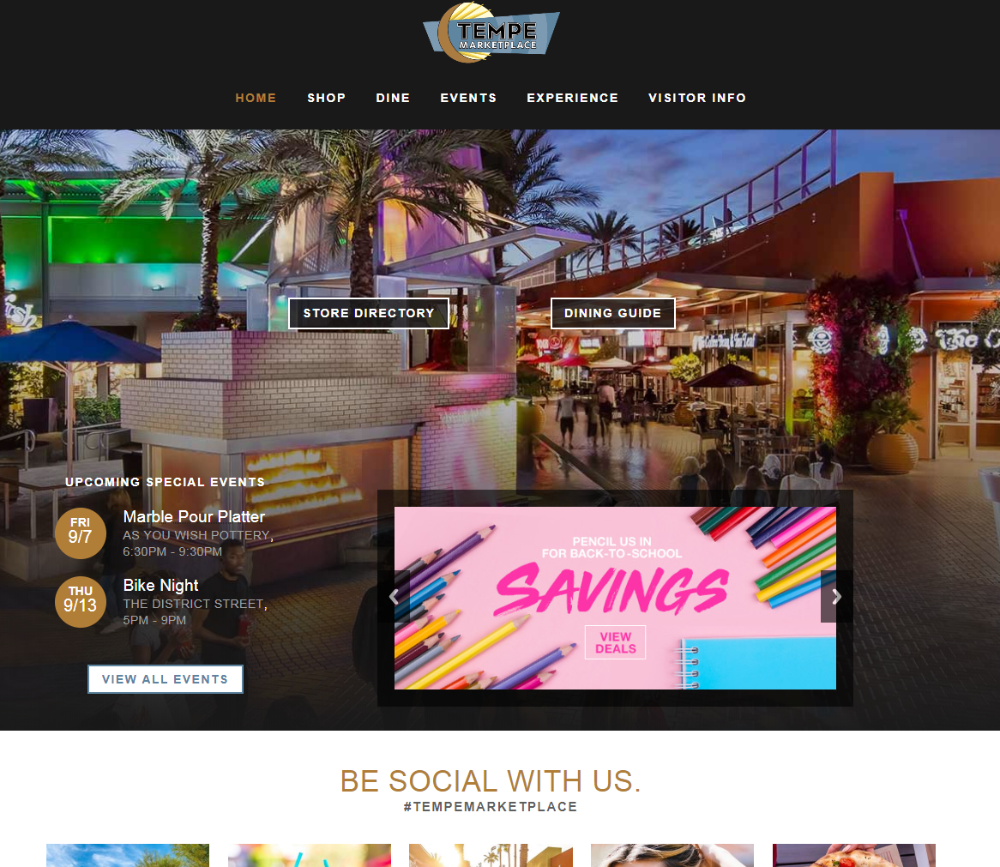 TEMPE
MARKETPLACE
HOME SHOP DINE EVENTS EXPERIENCE VISITOR INFO
STORE DIRECTORY DINING GUIDE
UPCOMING SPECIAL EVENTS
FRI
9/7
Marble Pour Platter
AS YOU WISH POTTERY,
6:30PM - 9:30PM
THU
9/13
Bike Night
THE DISTRICT STREET,
5PM - 9PM
VIEW ALL EVENTS
PENCIL US IN
FOR BACK-TO-SCHOOL
SAVINGS
VIEW
DEALS
BE SOCIAL WITH US.
#TEMPEMARKETPLACE